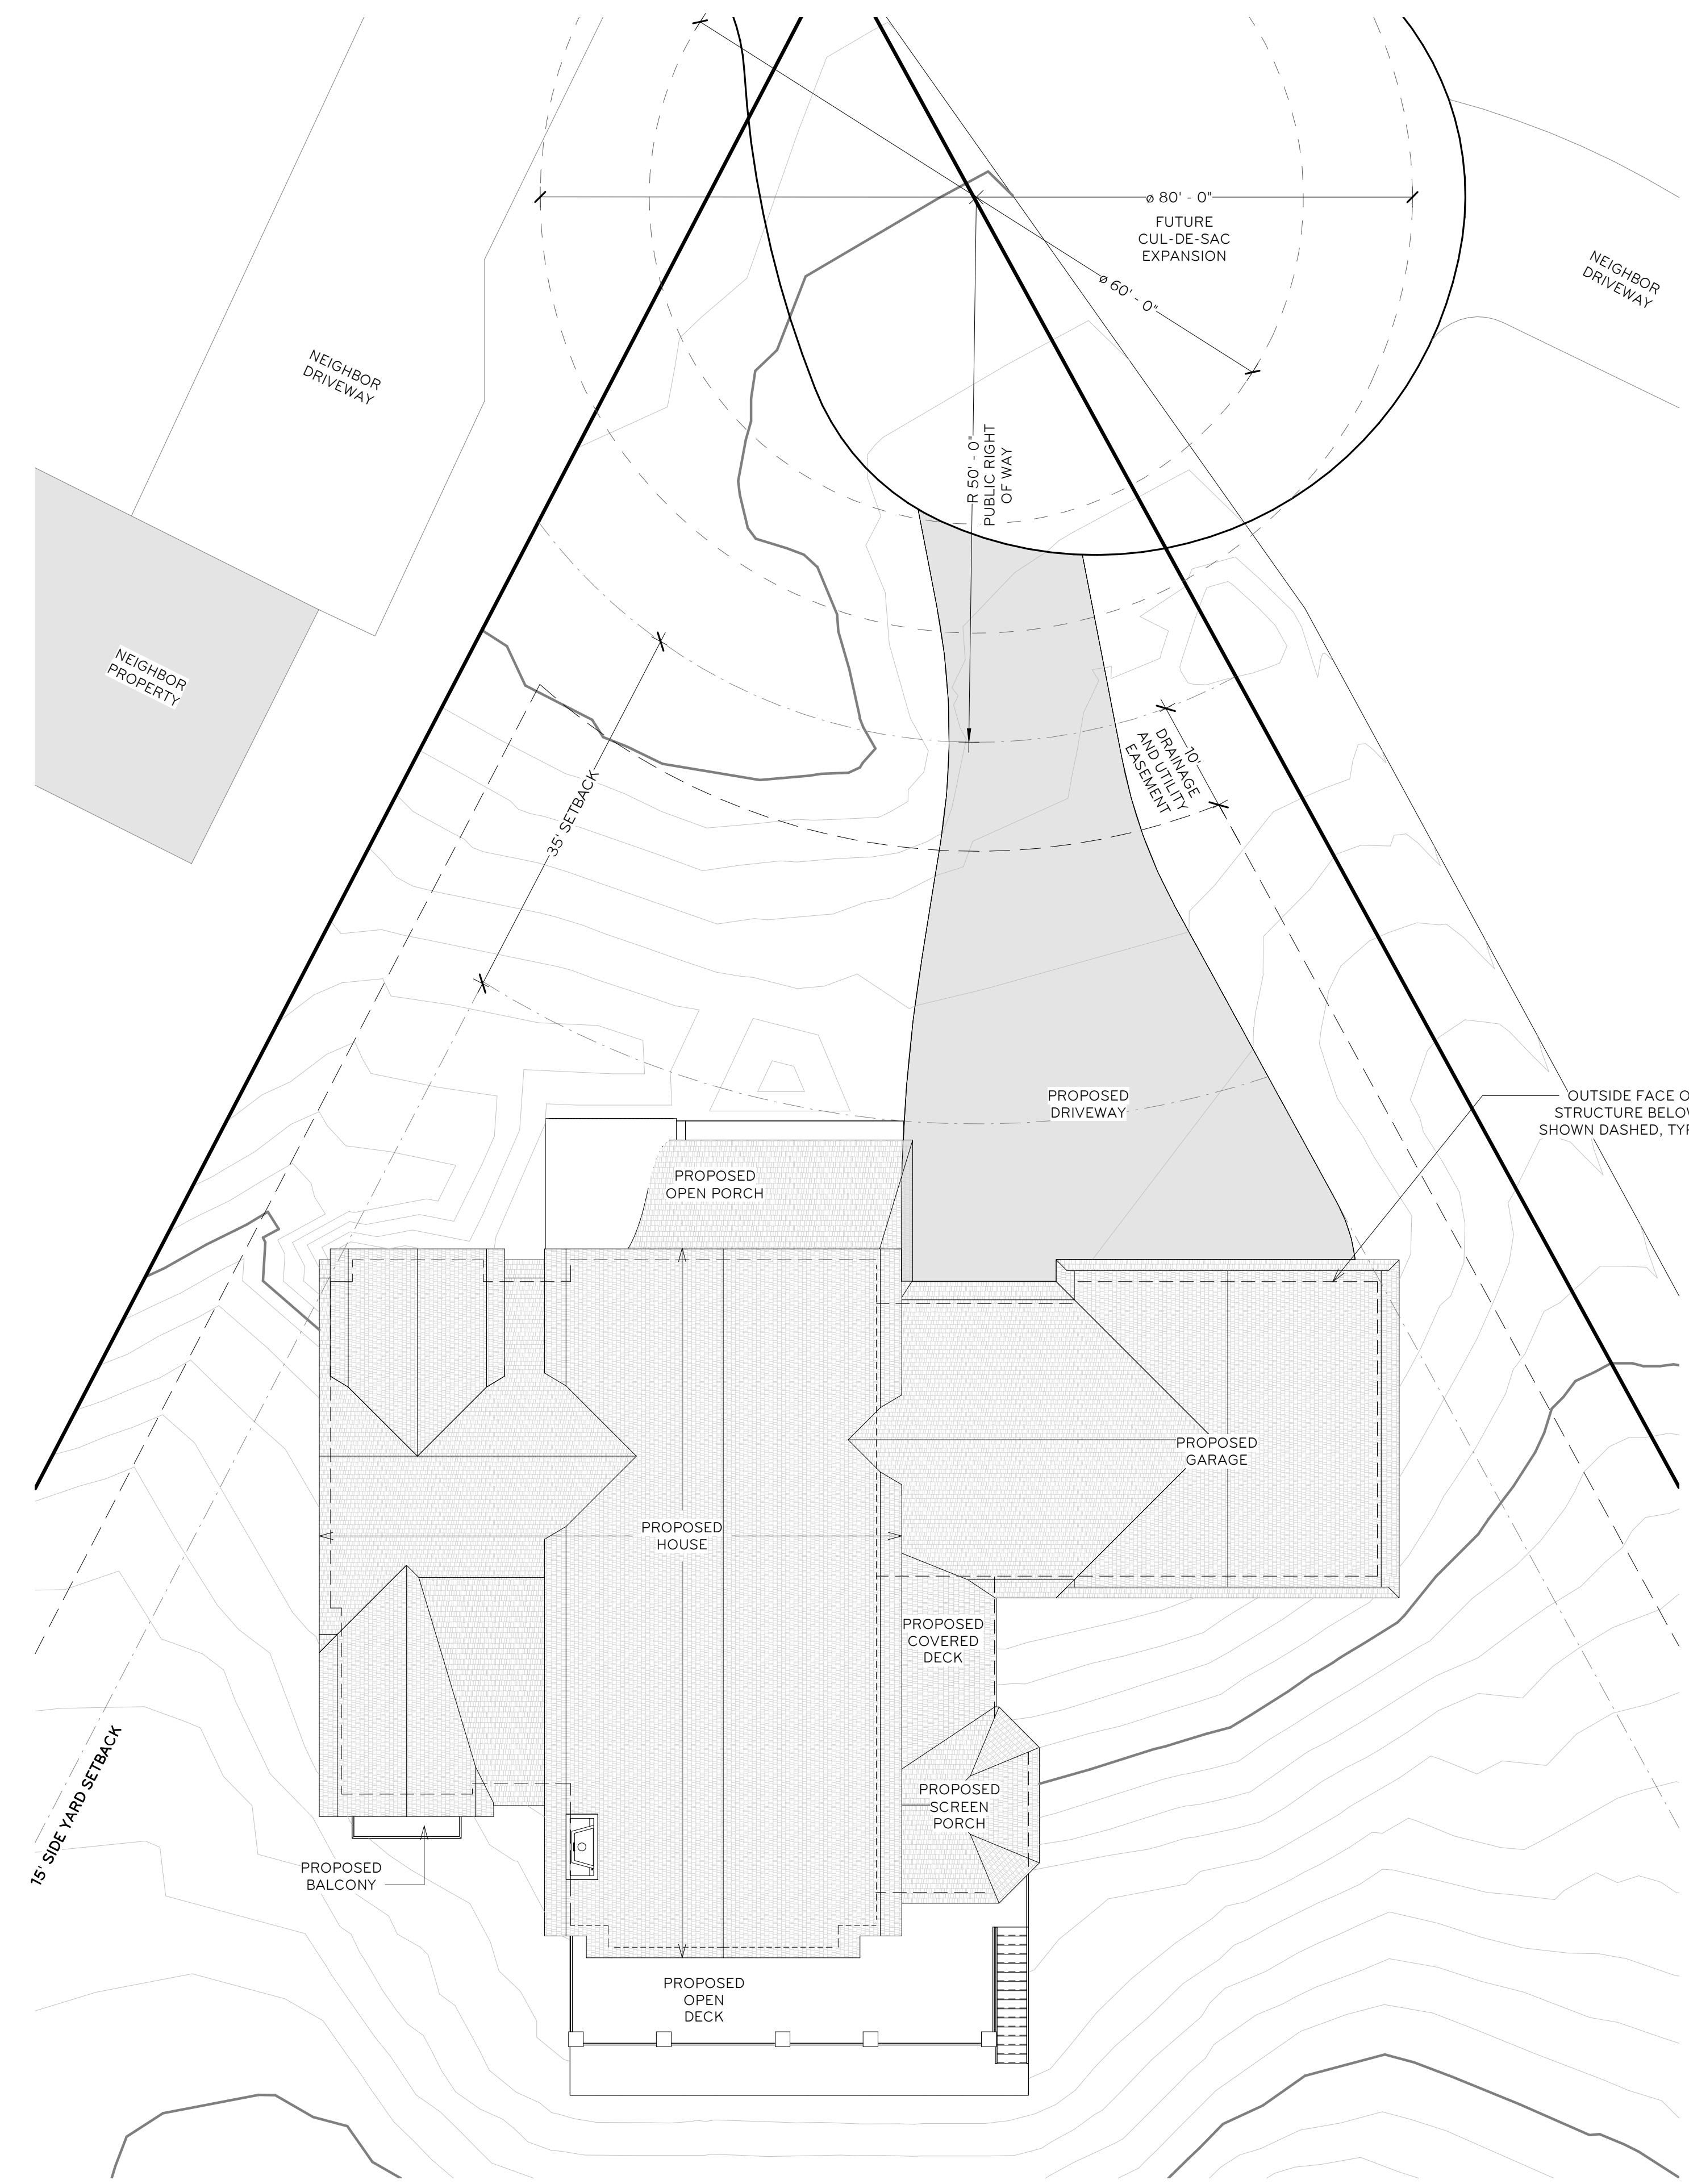 ø 80' - 0"
FUTURE
CUL-DE-SAC
EXPANSION
NEIGHBOR
DRIVEWAY
ø 60' - 0"
NEIGHBOR
DRIVEWAY
R 50' - 0"
PUBLIC RIGHT
OF WAY
NEIGHBOR
PROPERTY
10'
DRAINAGE
AND UTILITY
EASEMENT
35' SETBACK
PROPOSED
DRIVEWAY
OUTSIDE FACE O
STRUCTURE BELOW
SHOWN DASHED, TYP
PROPOSED
OPEN PORCH
PROPOSED
GARAGE
PROPOSED
HOUSE
PROPOSED
COVERED
DECK
PROPOSED
SCREEN
PORCH
15' SIDE YARD SETBACK
PROPOSED
BALCONY
PROPOSED
OPEN
DECK